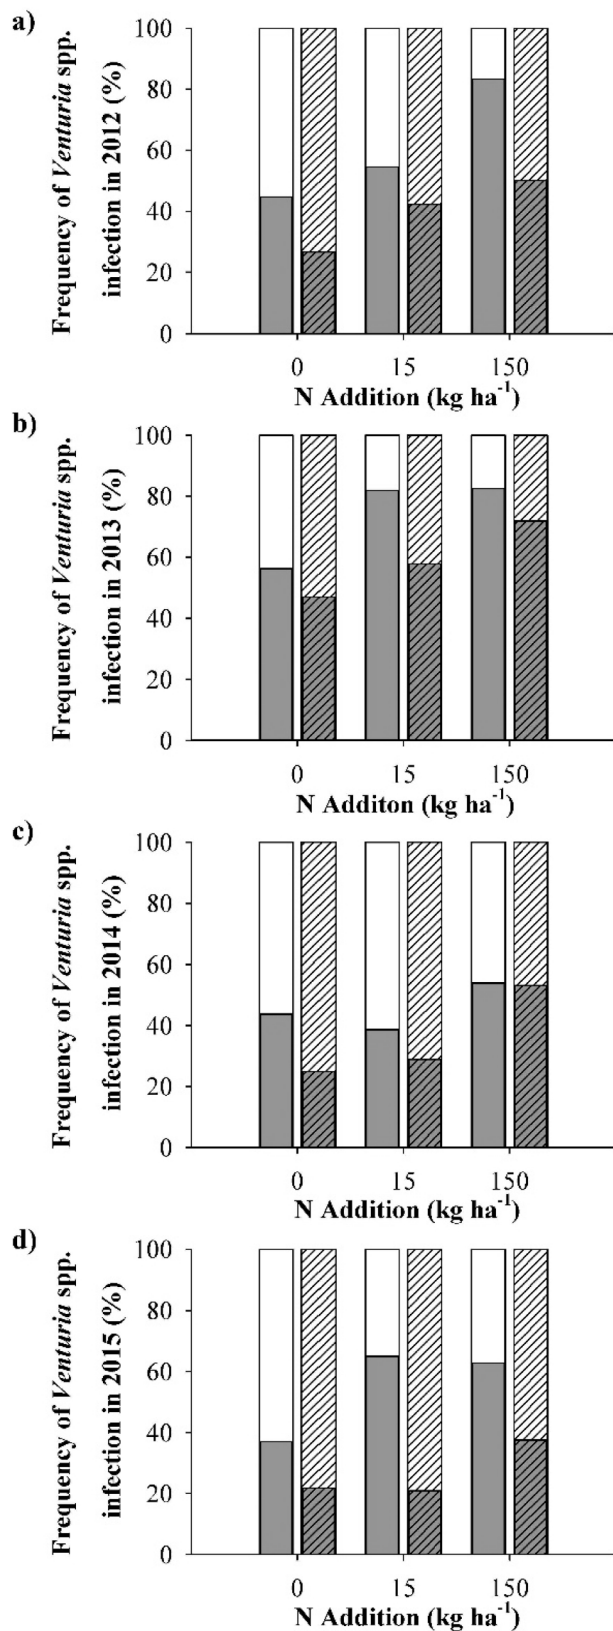 a)
Frequency of Venturia spp.
infection in 2012 (%)
100
80
60
40
20
0
0 15 150
N Addition (kg ha⁻¹)
b)
Frequency of Venturia spp.
infection in 2013 (%)
100
80
60
40
20
0
0 15 150
N Additon (kg ha⁻¹)
c)
Frequency of Venturia spp.
infection in 2014 (%)
100
80
60
40
20
0
0 15 150
N Addition (kg ha⁻¹)
d)
Frequency of Venturia spp.
infection in 2015 (%)
100
80
60
40
20
0
0 15 150
N Addition (kg ha⁻¹)